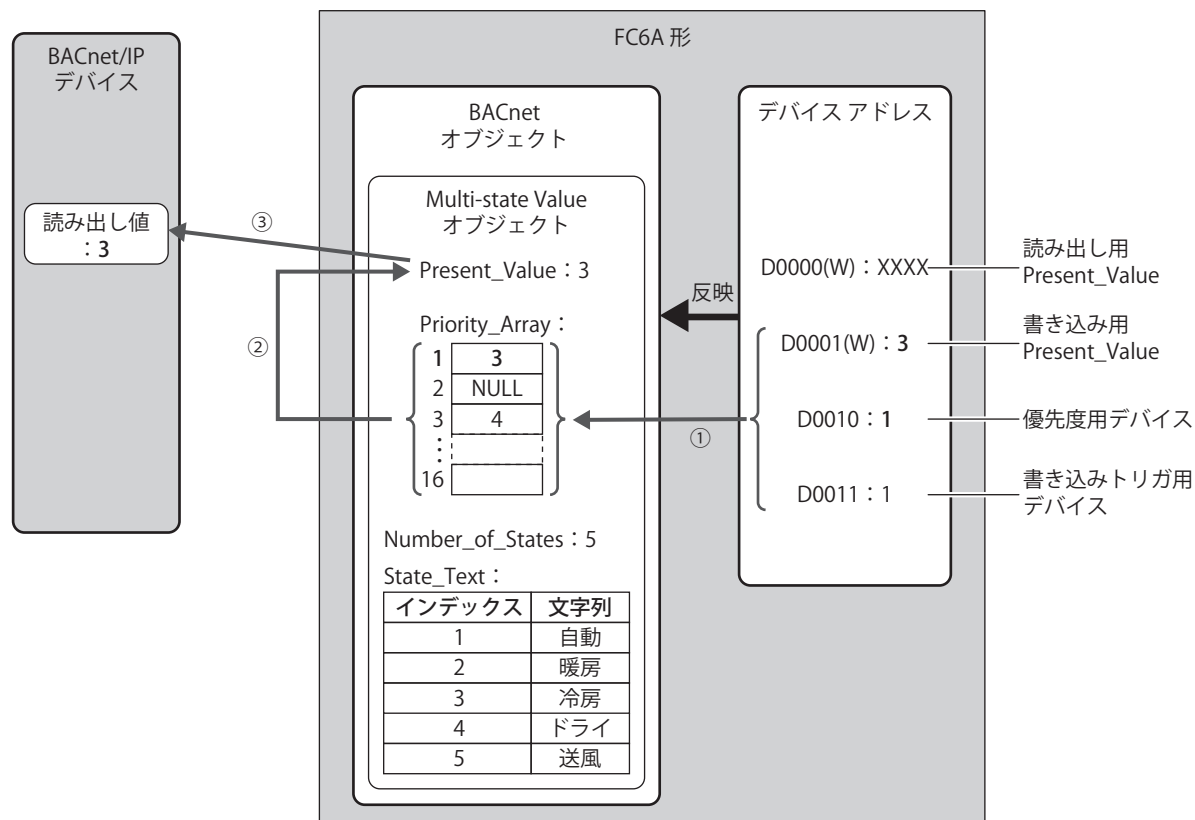 FC6A 形
BACnet/IP
デバイス
読み出し値
：3
③
②
BACnet
オブジェクト
Multi-state Value
オブジェクト
Present_Value：3
Priority_Array：
1 3
2 NULL
3 4
⋮
16
Number_of_States：5
State_Text：
インデックス 文字列
1 自動
2 暖房
3 冷房
4 ドライ
5 送風
反映
①
デバイス アドレス
D0000(W)：XXXX
読み出し用
Present_Value
D0001(W)：3
書き込み用
Present_Value
D0010：1
優先度用デバイス
D0011：1
書き込みトリガ用
デバイス